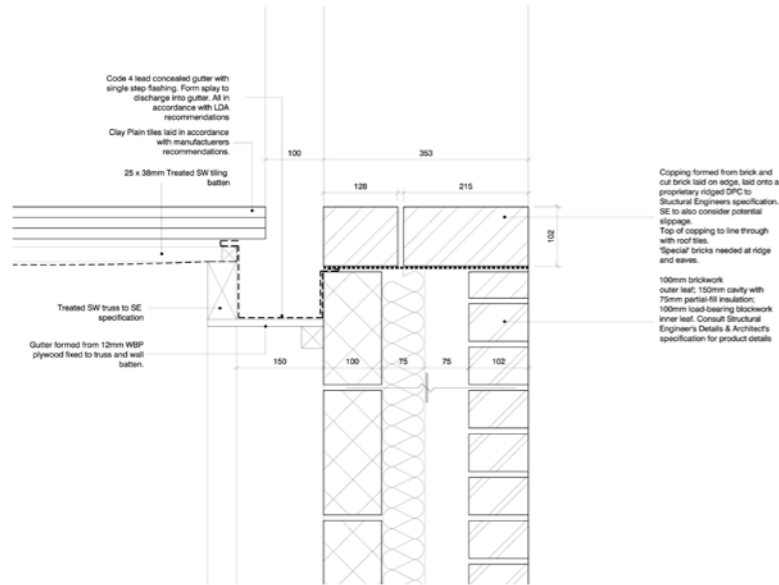 Code 4 lead concealed gutter with
single step flashing. Form splay to
discharge into gutter. All in
accordance with LDA
recommendations
Clay Plain tiles laid in accordance
with manufactuerers
recommendations.
25 x 38mm Treated SW tiling
batten
100
353
128
215
102
Copping formed from brick and
cut brick laid on edge, laid onto a
proprietary ridged DPC to
Stuctural Engineers specification.
SE to also consider potential
slippage.
Top of copping to line through
with roof tiles.
'Special' bricks needed at ridge
and eaves.
100mm brickwork
outer leaf; 150mm cavity with
75mm partial-fill insulation;
100mm load-bearing blockwork
inner leaf. Consult Structural
Engineer's Details & Architect's
specification for product details
Treated SW truss to SE
specification
Gutter formed from 12mm WBP
plywood fixed to truss and wall
batten.
150
100
75
75
102